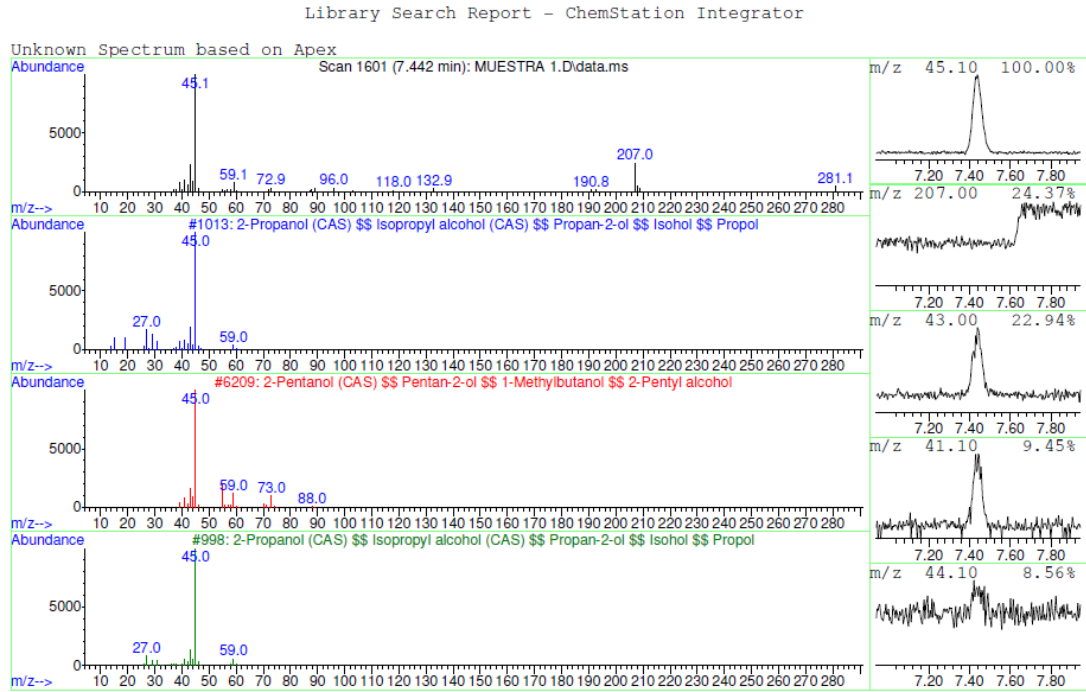 Library Search Report - ChemStation Integrator
Unknown Spectrum based on Apex
Abundance
Scan 1601 (7.442 min): MUESTRA 1.D\data.ms
45.1
5000
59.1
72.9
96.0
118.0
132.9
190.8
207.0
281.1
0
m/z-->
10 20 30 40 50 60 70 80 90 100 110 120 130 140 150 160 170 180 190 200 210 220 230 240 250 260 270 280
Abundance
#1013: 2-Propanol (CAS) $$ Isopropyl alcohol (CAS) $$ Propan-2-ol $$ Isohol $$ Propol
45.0
5000
27.0
59.0
0
m/z-->
10 20 30 40 50 60 70 80 90 100 110 120 130 140 150 160 170 180 190 200 210 220 230 240 250 260 270 280
Abundance
#6209: 2-Pentanol (CAS) $$ Pentan-2-ol $$ 1-Methylbutanol $$ 2-Pentyl alcohol
45.0
5000
59.0
73.0
88.0
0
m/z-->
10 20 30 40 50 60 70 80 90 100 110 120 130 140 150 160 170 180 190 200 210 220 230 240 250 260 270 280
Abundance
#998: 2-Propanol (CAS) $$ Isopropyl alcohol (CAS) $$ Propan-2-ol $$ Isohol $$ Propol
45.0
5000
27.0
59.0
0
m/z-->
10 20 30 40 50 60 70 80 90 100 110 120 130 140 150 160 170 180 190 200 210 220 230 240 250 260 270 280
m/z 45.10 100.00%
7.20 7.40 7.60 7.80
m/z 207.00 24.37%
7.20 7.40 7.60 7.80
m/z 43.00 22.94%
7.20 7.40 7.60 7.80
m/z 41.10 9.45%
7.20 7.40 7.60 7.80
m/z 44.10 8.56%
7.20 7.40 7.60 7.80